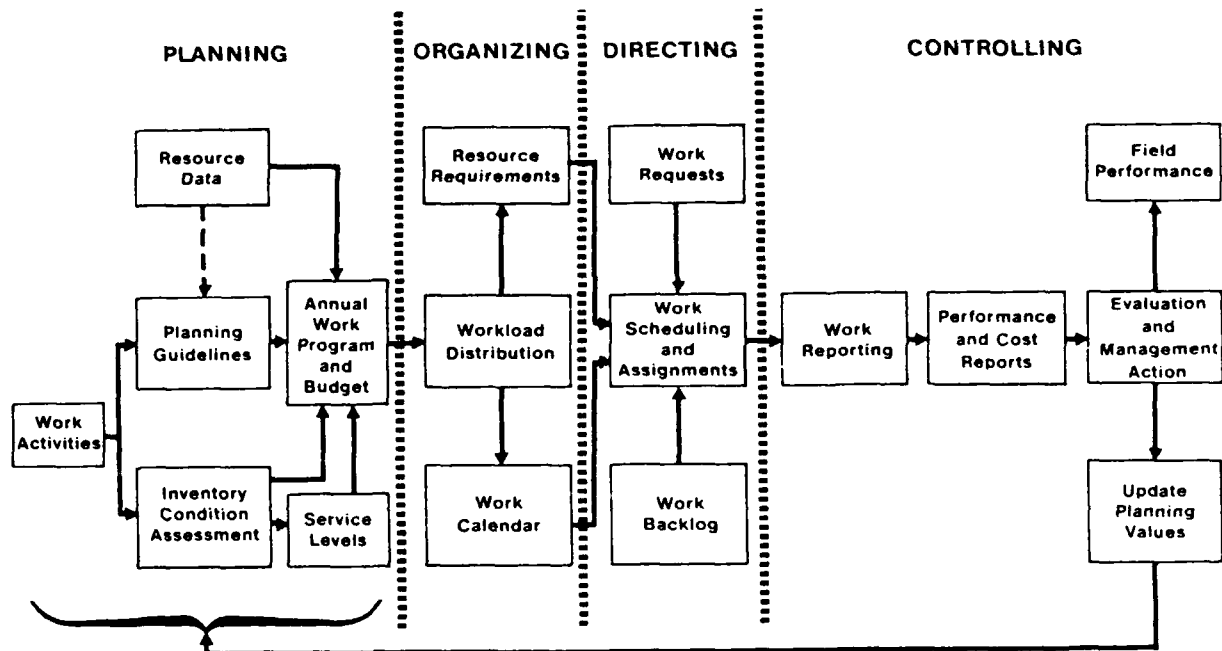 PLANNING
ORGANIZING
DIRECTING
CONTROLLING
Resource
Data
Planning
Guidelines
Annual
Work
Program
and
Budget
Work
Activities
Inventory
Condition
Assessment
Service
Levels
Resource
Requirements
Workload
Distribution
Work
Calendar
Work
Requests
Work
Scheduling
and
Assignments
Work
Backlog
Work
Reporting
Performance
and Cost
Reports
Field
Performance
Evaluation
and
Management
Action
Update
Planning
Values